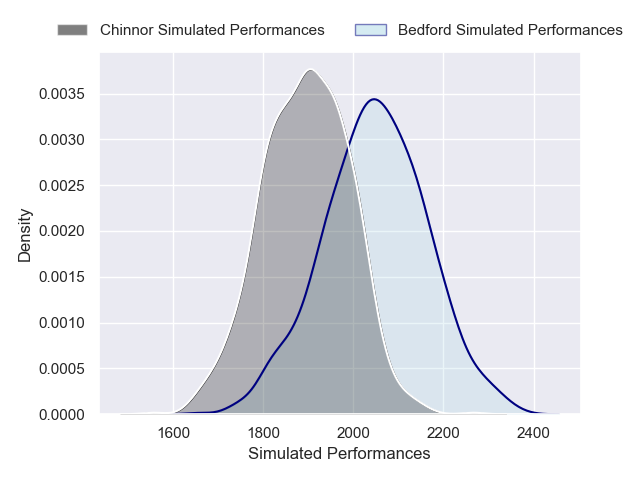 Chinnor Simulated Performances Bedford Simulated Performances
0.0035
0.0030
0.0025
0.0020
0.0015
0.0010
0.0005
0.0000
Density
1600 1800 2000 2200 2400
Simulated Performances